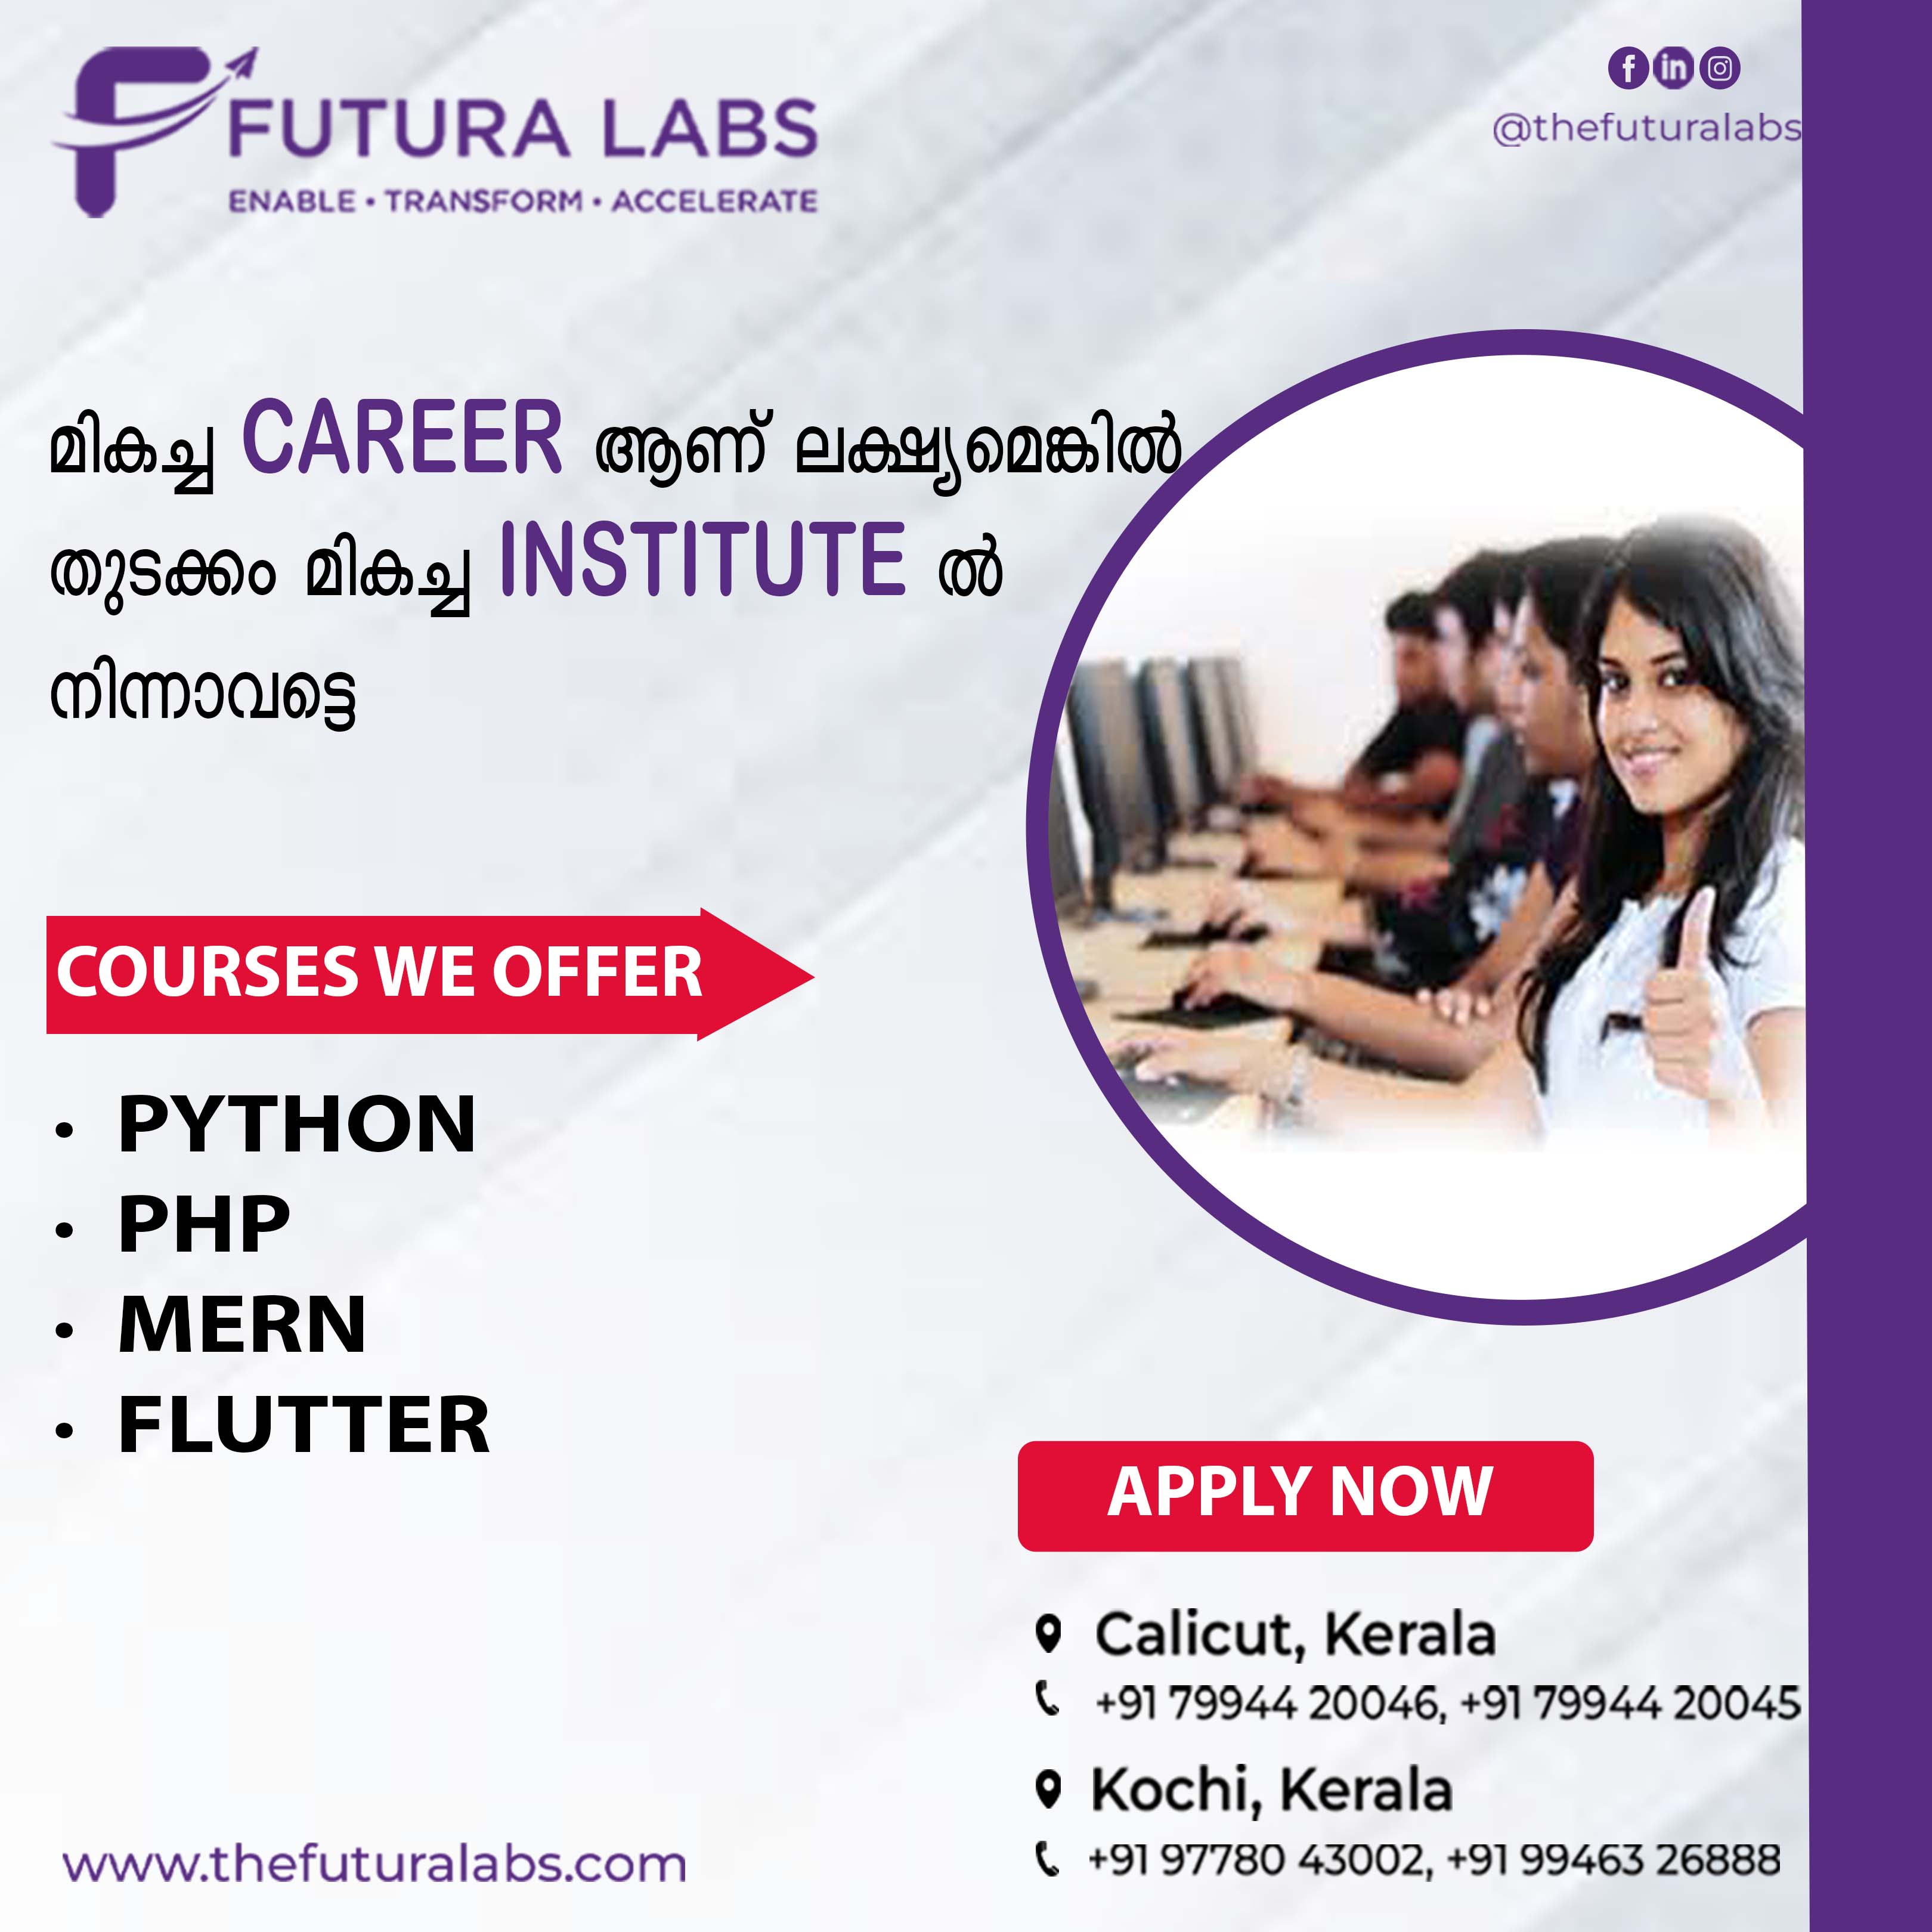 FUTURA LABS
ENABLE • TRANSFORM • ACCELERATE
@thefuturalabs
മികച്ച CAREER ആണ് ലക്ഷ്യമെങ്കിൽ
തുടക്കം മികച്ച INSTITUTE ൽ
നിന്നാവട്ടെ
COURSES WE OFFER
• PYTHON
• PHP
• MERN
• FLUTTER
APPLY NOW
Calicut, Kerala
+91 79944 20046, +91 79944 20045
Kochi, Kerala
+91 97780 43002, +91 99463 26888
www.thefuturalabs.com